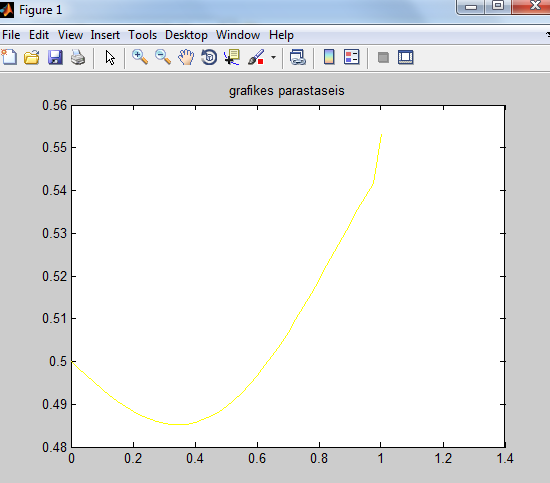 Figure 1
File Edit View Insert Tools Desktop Window Help
grafikes parastaseis
0.56
0.55
0.54
0.53
0.52
0.51
0.5
0.49
0.48
0 0.2 0.4 0.6 0.8 1 1.2 1.4